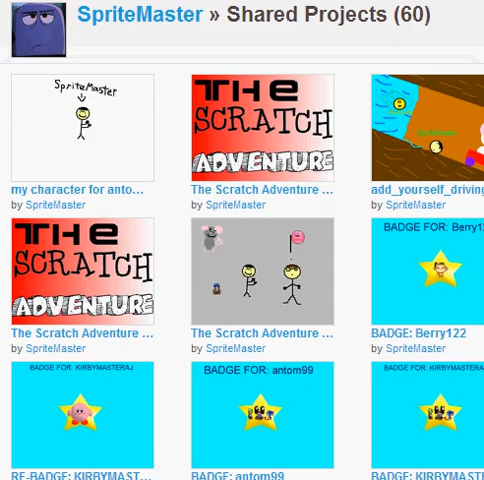 SpriteMaster » Shared Projects (60)
SpriteMaster
THE
SCRATCH
ADVENTURE
my character for anto...
The Scratch Adventure ...
add_yourself_driving
by SpriteMaster
by SpriteMaster
by SpriteMaster
THE
SCRATCH
ADVENTURE
BADGE FOR: Berry12
The Scratch Adventure ...
The Scratch Adventure ...
BADGE: Berry122
by SpriteMaster
by SpriteMaster
by SpriteMaster
BADGE FOR: KIRBYMASTERAJ
BADGE FOR: antom99
BADGE FOR: KIRBYMASTERA
RE-BADGE: KIRBYMAST...
BADGE: antom99
BADGE: KIRBYMASTERA